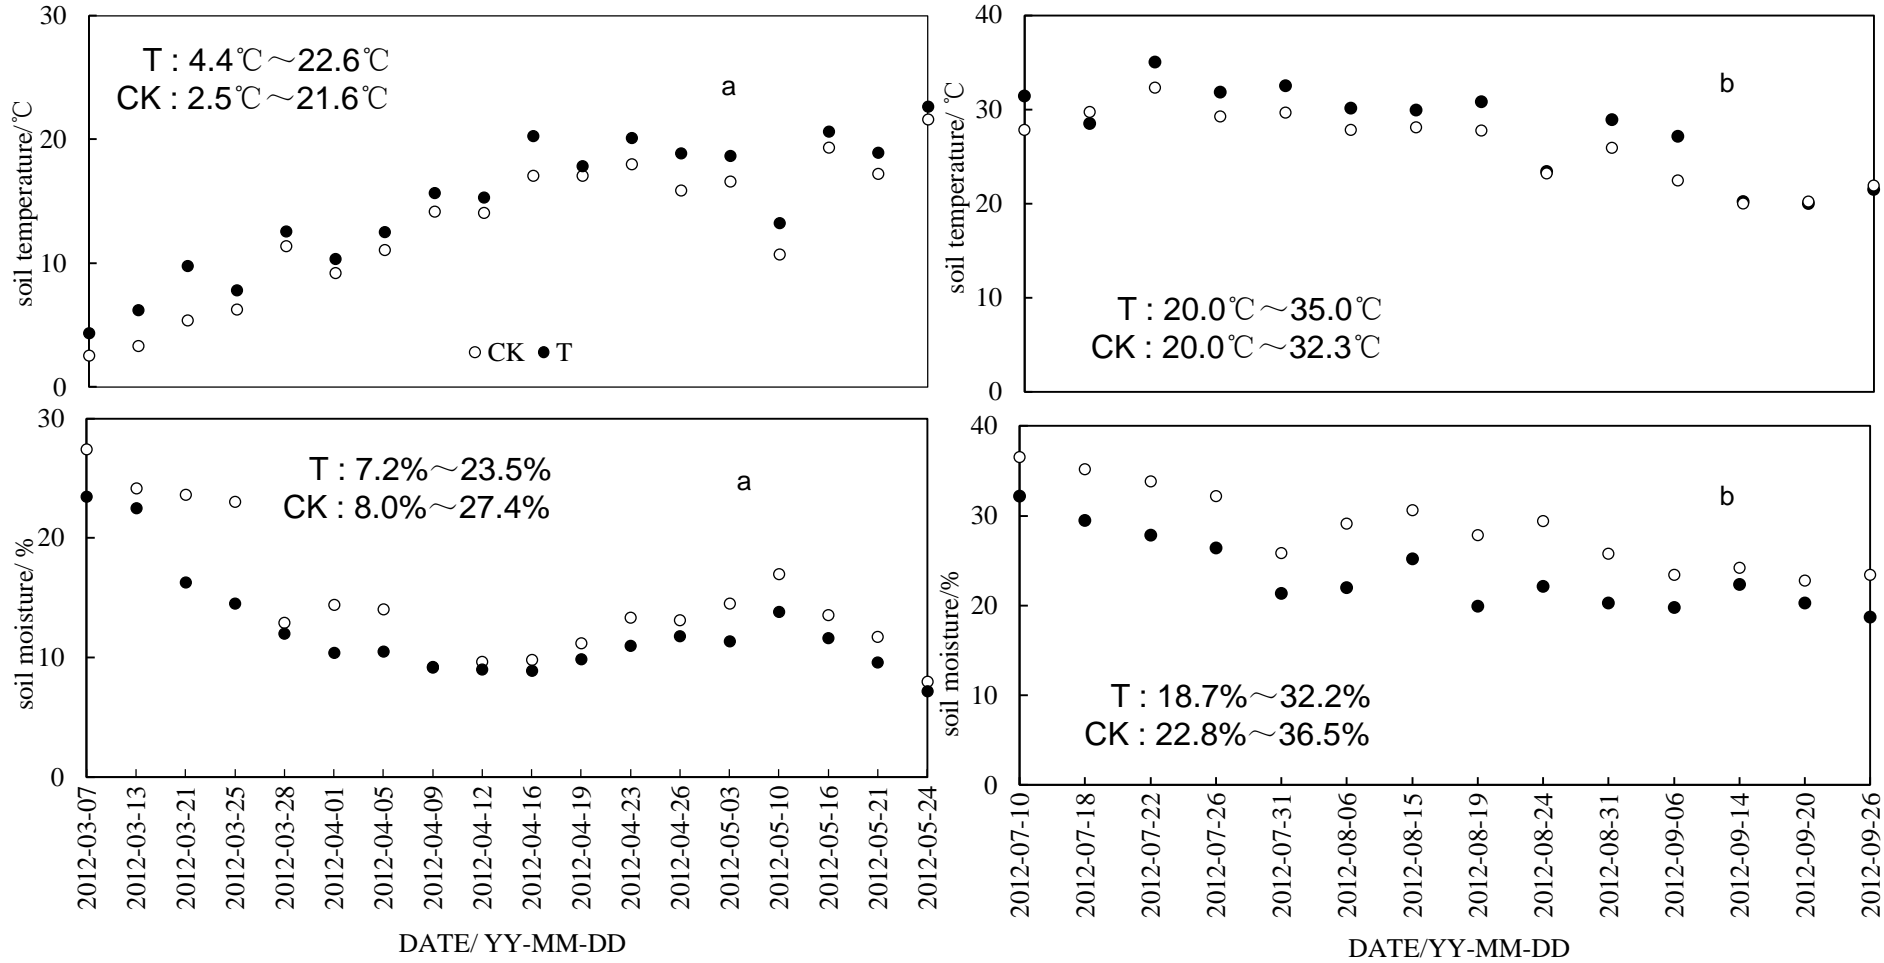 30
20
10
0
soil temperature/℃
T : 4.4℃～22.6℃
CK : 2.5℃～21.6℃
a
CK
T
40
30
20
10
0
soil temperature/ ℃
b
T : 20.0℃～35.0℃
CK : 20.0℃～32.3℃
30
20
10
0
soil moisture/ %
T : 7.2%～23.5%
CK : 8.0%～27.4%
a
2012-03-07
2012-03-13
2012-03-21
2012-03-25
2012-03-28
2012-04-01
2012-04-05
2012-04-09
2012-04-12
2012-04-16
2012-04-19
2012-04-23
2012-04-26
2012-05-03
2012-05-10
2012-05-16
2012-05-21
2012-05-24
DATE/ YY-MM-DD
40
30
20
10
0
soil moisture/%
b
T : 18.7%～32.2%
CK : 22.8%～36.5%
2012-07-10
2012-07-18
2012-07-22
2012-07-26
2012-07-31
2012-08-06
2012-08-15
2012-08-19
2012-08-24
2012-08-31
2012-09-06
2012-09-14
2012-09-20
2012-09-26
DATE/YY-MM-DD